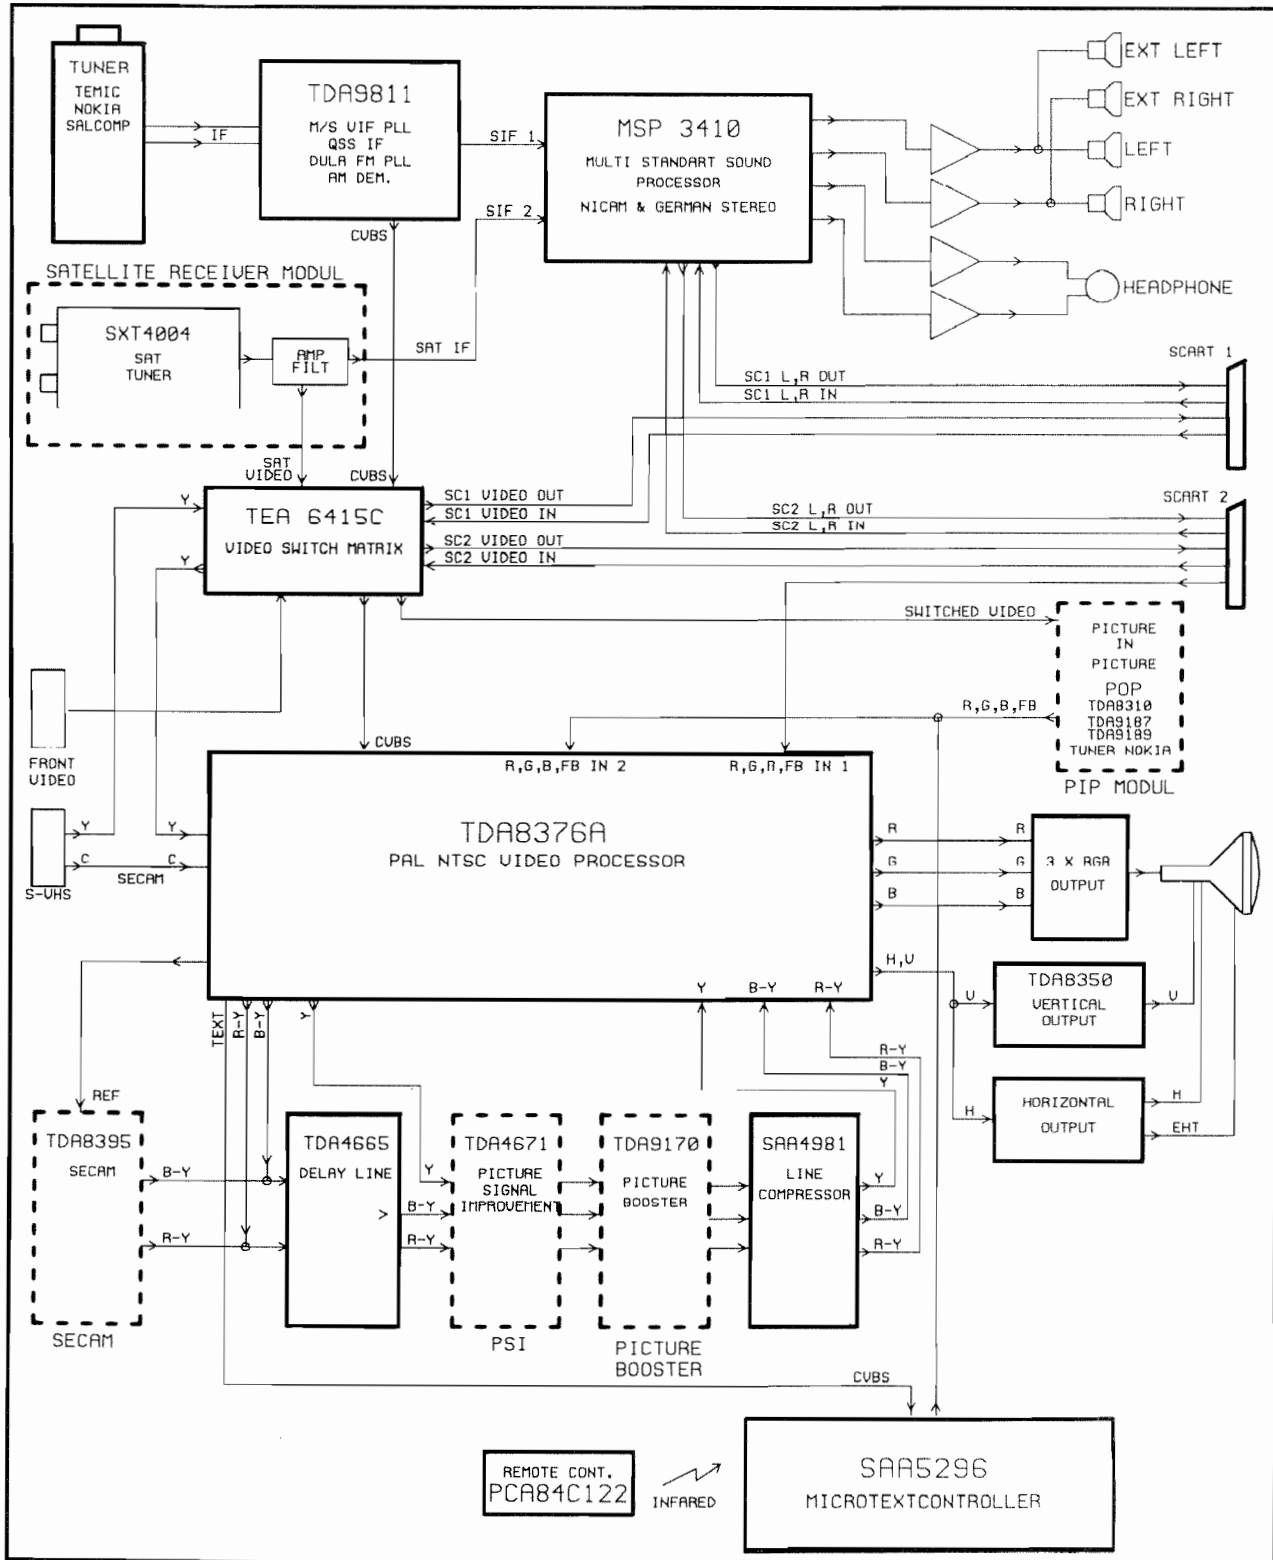 TUNER
TEMIC
NOKIA
SALCOMP
IF
TDA9811
M/S VIF PLL
QSS IF
DULA FM PLL
AM DEM.
SIF 1
SIF 2
CVBS
MSP 3410
MULTI STANDART SOUND
PROCESSOR
NICAM & GERMAN STEREO
EXT LEFT
EXT RIGHT
LEFT
RIGHT
HEADPHONE
SATELLITE RECEIVER MODUL
SXT4004
SAT
TUNER
AMP
FILT
SAT IF
SCART 1
SC1 L,R OUT
SC1 L,R IN
SAT
VIDEO
CVBS
Y
TEA 6415C
VIDEO SWITCH MATRIX
Y
SC1 VIDEO OUT
SC1 VIDEO IN
SC2 VIDEO OUT
SC2 VIDEO IN
SCART 2
SC2 L,R OUT
SC2 L,R IN
SWITCHED VIDEO
PICTURE
IN
PICTURE
POP
TDA8310
TDA9187
TDA9189
TUNER NOKIA
PIP MODUL
R,G,B,FB
FRONT
VIDEO
CVBS
R,G,B,FB IN 2
R,G,B,FB IN 1
TDA8376A
PAL NTSC VIDEO PROCESSOR
Y
Y
C
C
SECAM
S-VHS
R
R
G
G
B
B
3 X RGB
OUTPUT
H,V
V
TDA8350
VERTICAL
OUTPUT
V
H
HORIZONTAL
OUTPUT
H
EHT
Y
B-Y
R-Y
TEXT
R-Y
B-Y
Y
R-Y
B-Y
Y
REF
TDA8395
SECAM
B-Y
R-Y
SECAM
TDA4665
DELAY LINE
>
Y
B-Y
R-Y
TDA4671
PICTURE
SIGNAL
IMPROVEMENT
PSI
TDA9170
PICTURE
BOOSTER
PICTURE
BOOSTER
SAA4981
LINE
COMPRESSOR
Y
B-Y
R-Y
CVBS
REMOTE CONT.
PCA84C122
INFARED
SAA5296
MICROTEXTCONTROLLER